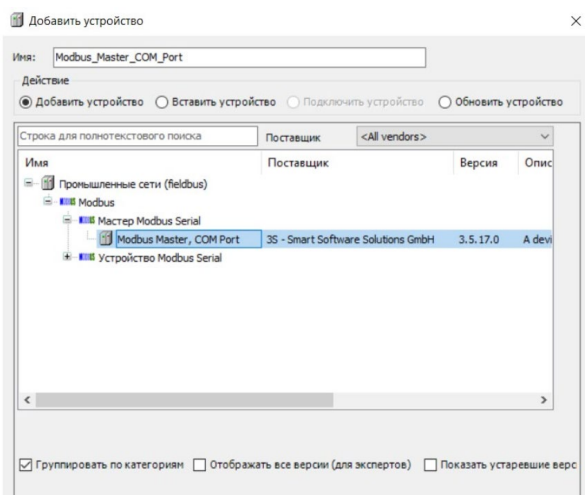 Добавить устройство
Имя: Modbus_Master_COM_Port
Действие
Добавить устройство Вставить устройство Подключить устройство Обновить устройство
Строка для полнотекстового поиска Поставщик <All vendors>
Имя Поставщик Версия Опис
Промышленные сети (fieldbus)
Modbus
Мастер Modbus Serial
Modbus Master, COM Port 3S - Smart Software Solutions GmbH 3.5.17.0 A devi
Устройство Modbus Serial
Группировать по категориям Отображать все версии (для экспертов) Показать устаревшие верс